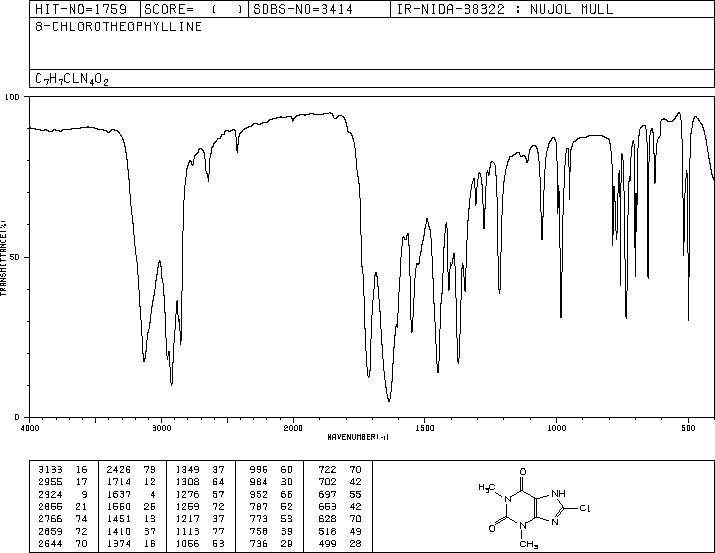 HIT-NO=1759 SCORE= ( ) SDBS-NO=3414 IR-NIDA-38322 : NUJOL MULL
8-CHLOROTHEOPHYLLINE
C7H7CLN4O2
100
TRANSMITTANCE(%)
50
0
4000 3000 2000 1500 1000 500
WAVENUMBER(-1)
3133 16 2426 79 1349 37 996 60 722 70
2955 17 1714 12 1308 64 984 30 702 42
2924 9 1637 4 1276 57 952 66 697 55
2855 21 1550 26 1259 72 787 52 653 42
2766 74 1451 13 1217 37 773 53 628 70
2659 72 1410 37 1113 77 758 39 518 49
2644 70 1374 16 1056 53 736 29 499 28
O
H3C N NH
Cl
O N N
CH3